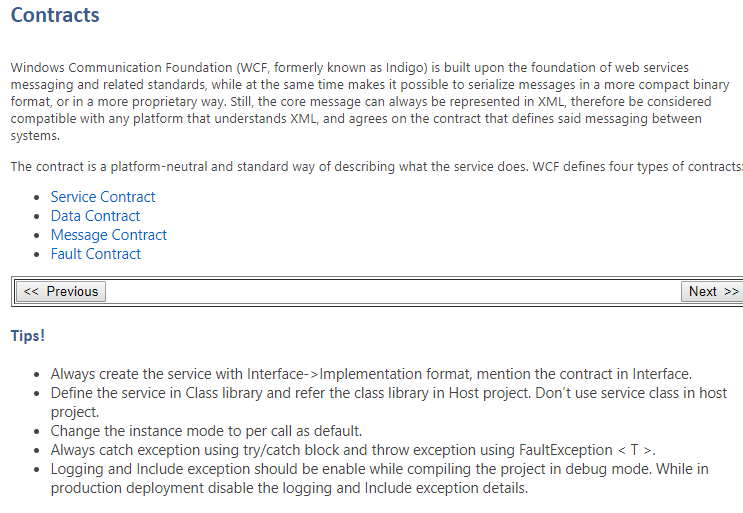 Contracts
Windows Communication Foundation (WCF, formerly known as Indigo) is built upon the foundation of web services
messaging and related standards, while at the same time makes it possible to serialize messages in a more compact binary
format, or in a more proprietary way. Still, the core message can always be represented in XML, therefore be considered
compatible with any platform that understands XML, and agrees on the contract that defines said messaging between
systems.
The contract is a platform-neutral and standard way of describing what the service does. WCF defines four types of contracts:
• Service Contract
• Data Contract
• Message Contract
• Fault Contract
<< Previous Next >>
Tips!
• Always create the service with Interface->Implementation format, mention the contract in Interface.
• Define the service in Class library and refer the class library in Host project. Don’t use service class in host
project.
• Change the instance mode to per call as default.
• Always catch exception using try/catch block and throw exception using FaultException < T >.
• Logging and Include exception should be enable while compiling the project in debug mode. While in
production deployment disable the logging and Include exception details.